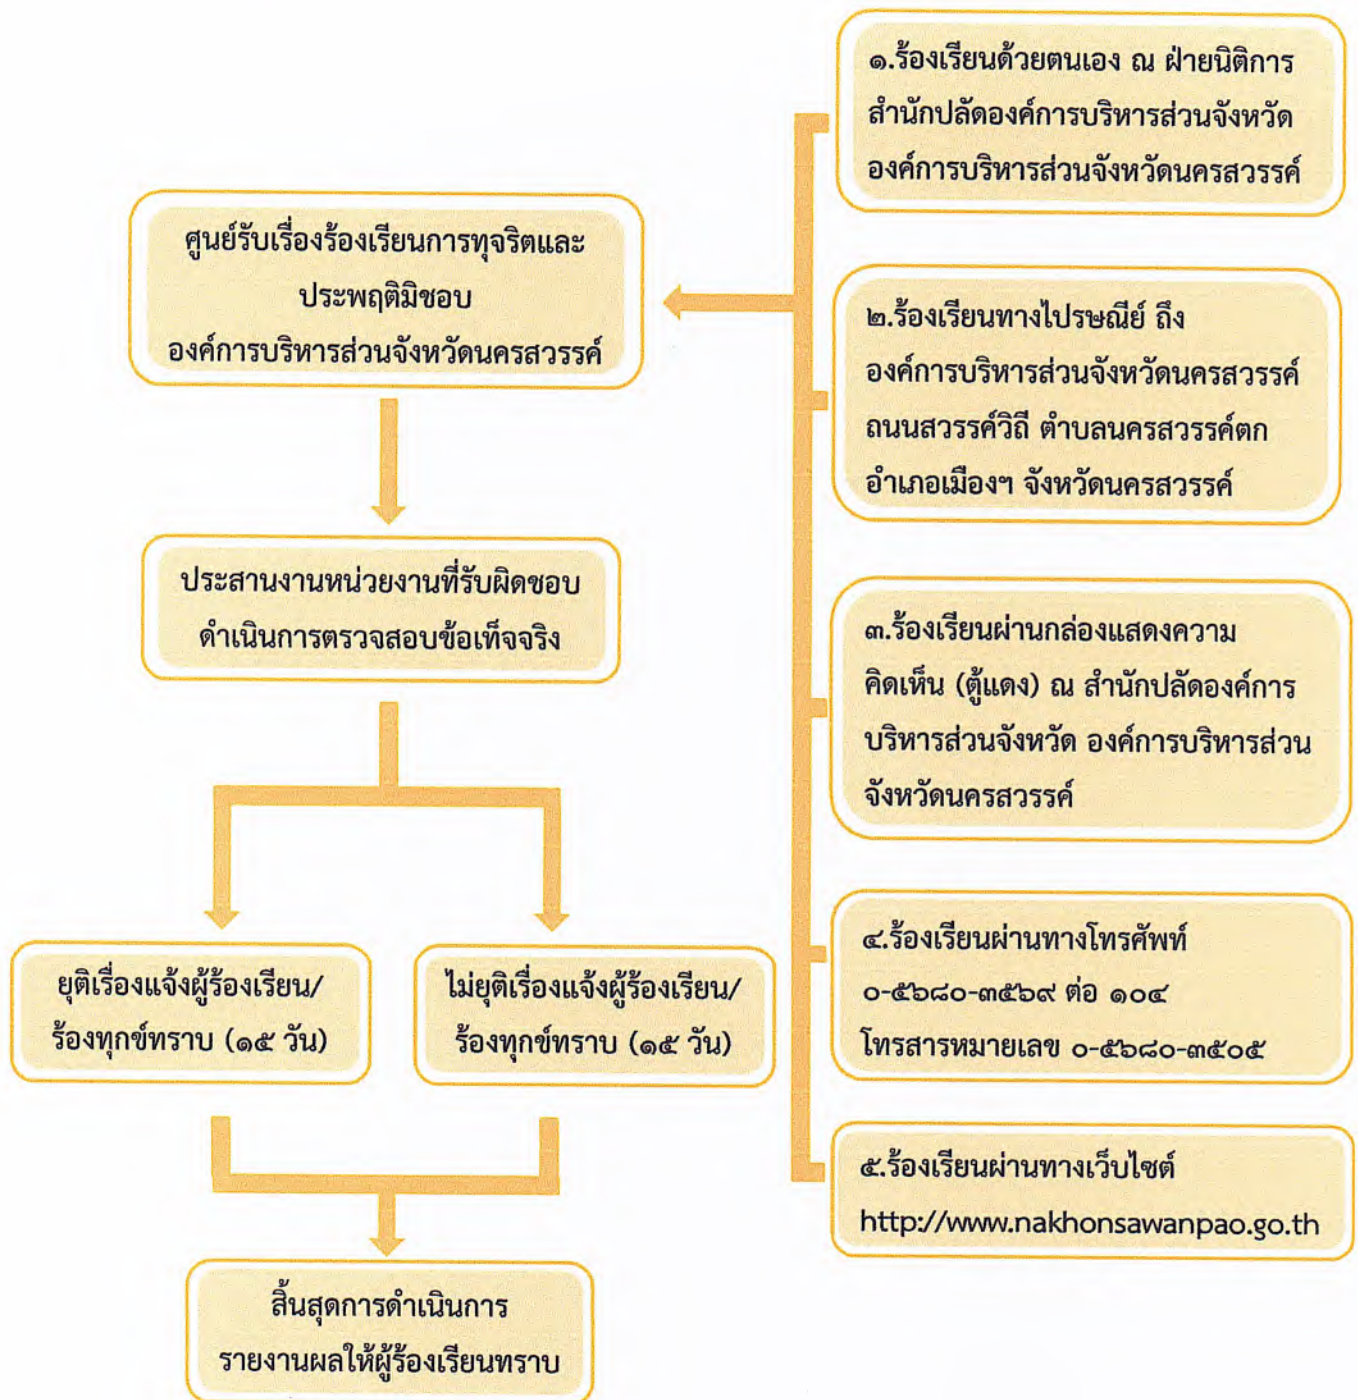 ๑.ร้องเรียนด้วยตนเอง ณ ฝ่ายนิติการ
สำนักปลัดองค์การบริหารส่วนจังหวัด
องค์การบริหารส่วนจังหวัดนครสวรรค์
ศูนย์รับเรื่องร้องเรียนการทุจริตและ
ประพฤติมิชอบ
องค์การบริหารส่วนจังหวัดนครสวรรค์
๒.ร้องเรียนทางไปรษณีย์ ถึง
องค์การบริหารส่วนจังหวัดนครสวรรค์
ถนนสวรรค์วิถี ตำบลนครสวรรค์ตก
อำเภอเมืองฯ จังหวัดนครสวรรค์
ประสานงานหน่วยงานที่รับผิดชอบ
ดำเนินการตรวจสอบข้อเท็จจริง
๓.ร้องเรียนผ่านกล่องแสดงความ
คิดเห็น (ตู้แดง) ณ สำนักปลัดองค์การ
บริหารส่วนจังหวัด องค์การบริหารส่วน
จังหวัดนครสวรรค์
ยุติเรื่องแจ้งผู้ร้องเรียน/
ร้องทุกข์ทราบ (๑๕ วัน)
ไม่ยุติเรื่องแจ้งผู้ร้องเรียน/
ร้องทุกข์ทราบ (๑๕ วัน)
๔.ร้องเรียนผ่านทางโทรศัพท์
๐-๕๖๘๐-๓๕๖๙ ต่อ ๑๐๔
โทรสารหมายเลข ๐-๕๖๘๐-๓๕๐๕
๕.ร้องเรียนผ่านทางเว็บไซต์
http://www.nakhonsawanpao.go.th
สิ้นสุดการดำเนินการ
รายงานผลให้ผู้ร้องเรียนทราบ